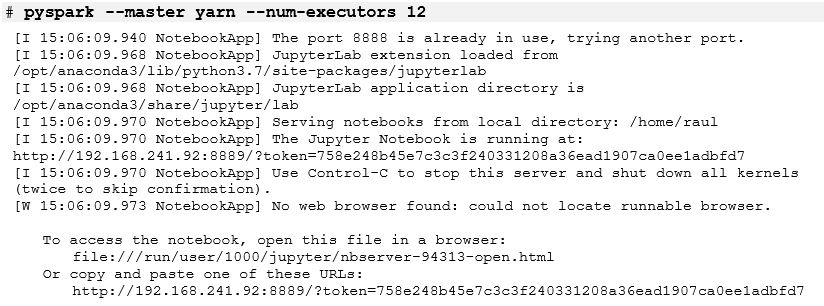 # pyspark --master yarn --num-executors 12
[I 15:06:09.940 NotebookApp] The port 8888 is already in use, trying another port.
[I 15:06:09.968 NotebookApp] JupyterLab extension loaded from
/opt/anaconda3/lib/python3.7/site-packages/jupyterlab
[I 15:06:09.968 NotebookApp] JupyterLab application directory is
/opt/anaconda3/share/jupyter/lab
[I 15:06:09.970 NotebookApp] Serving notebooks from local directory: /home/raul
[I 15:06:09.970 NotebookApp] The Jupyter Notebook is running at:
http://192.168.241.92:8889/?token=758e248b45e7c3c3f240331208a36ead1907ca0ee1adbfd7
[I 15:06:09.970 NotebookApp] Use Control-C to stop this server and shut down all kernels
(twice to skip confirmation).
[W 15:06:09.973 NotebookApp] No web browser found: could not locate runnable browser.
To access the notebook, open this file in a browser:
file:///run/user/1000/jupyter/nbserver-94313-open.html
Or copy and paste one of these URLs:
http://192.168.241.92:8889/?token=758e248b45e7c3c3f240331208a36ead1907ca0ee1adbfd7